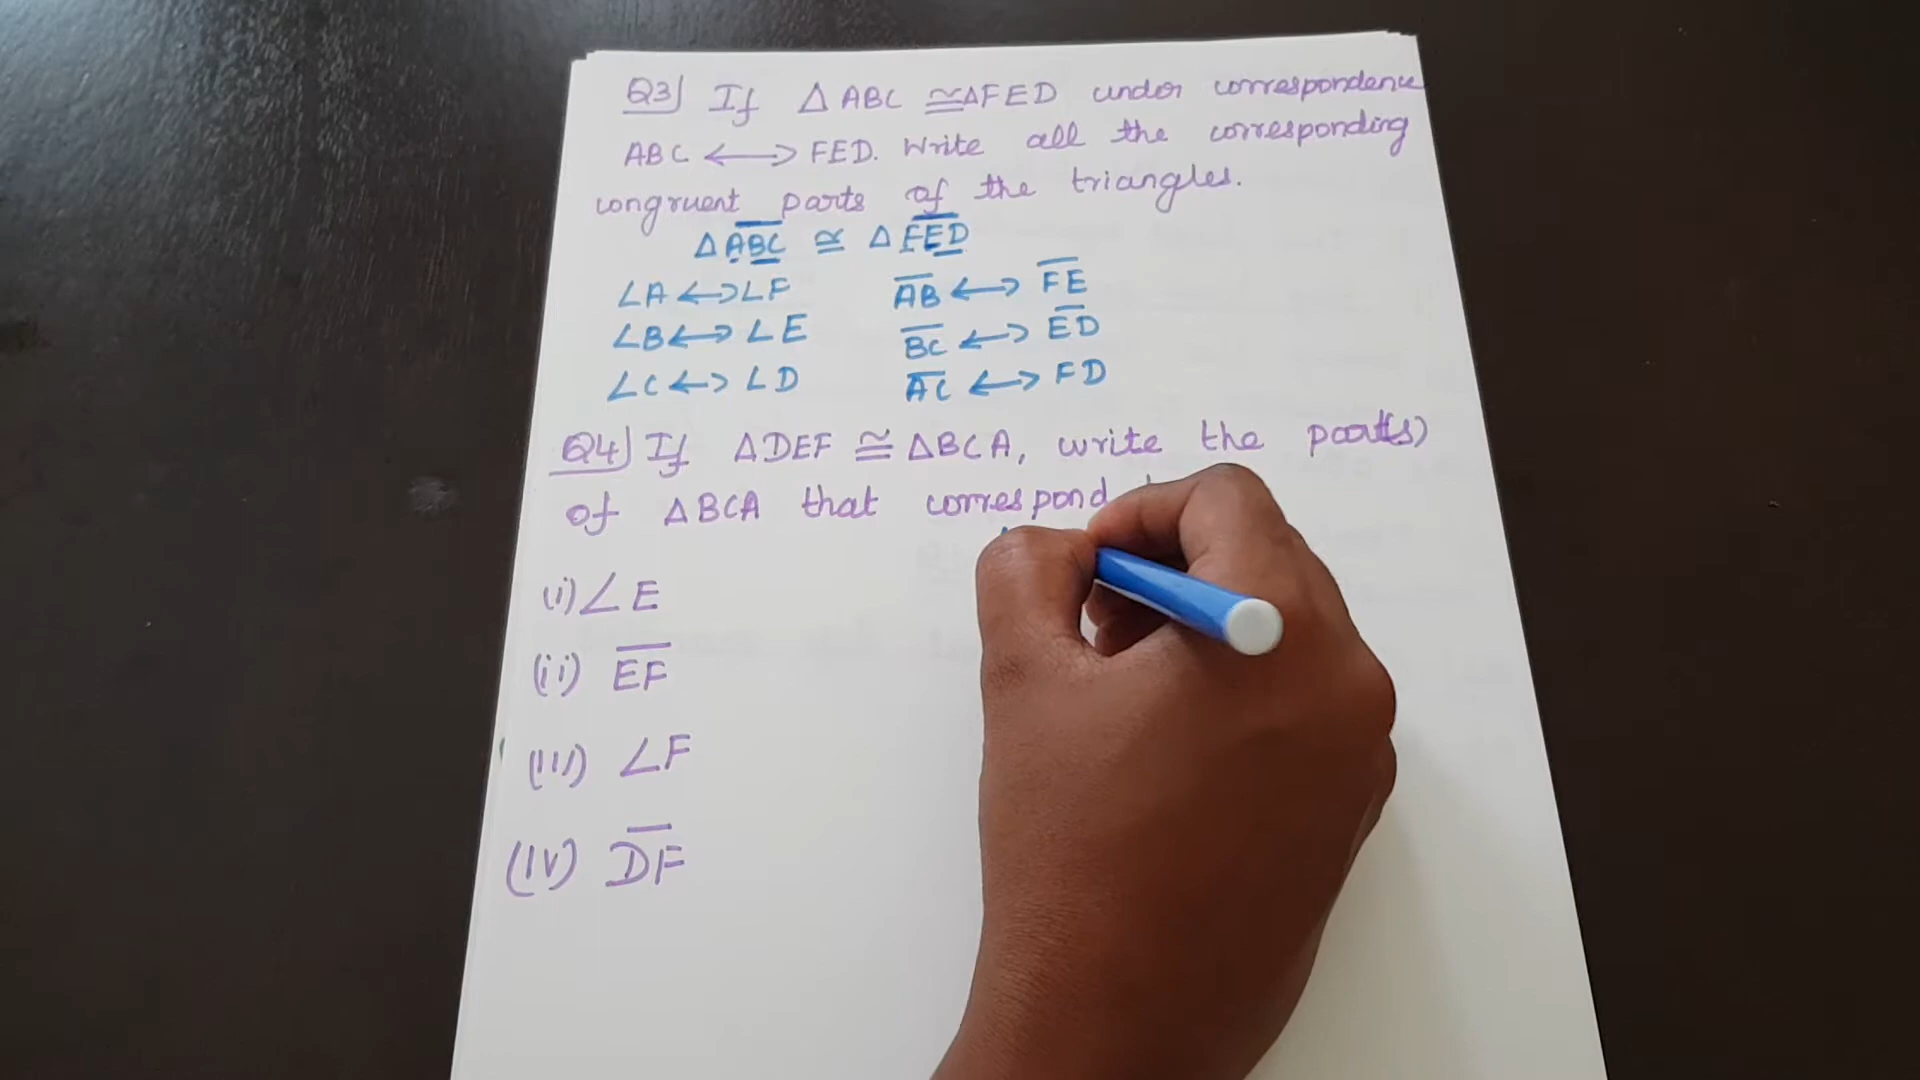 Q3) If △ ABC ≅ △FED under correspondence
ABC ⟷ FED. Write all the corresponding
congruent parts of the triangles.
△ ABC ≅ △ FED
∠A ⟷ ∠F AB ⟷ FE
∠B ⟷ ∠E BC ⟷ ED
∠C ⟷ ∠D AC ⟷ FD
Q4) If △DEF ≅ △BCA, write the part(s)
of △BCA that correspond
(i) ∠E
(ii) EF
(iii) ∠F
(iv) DF